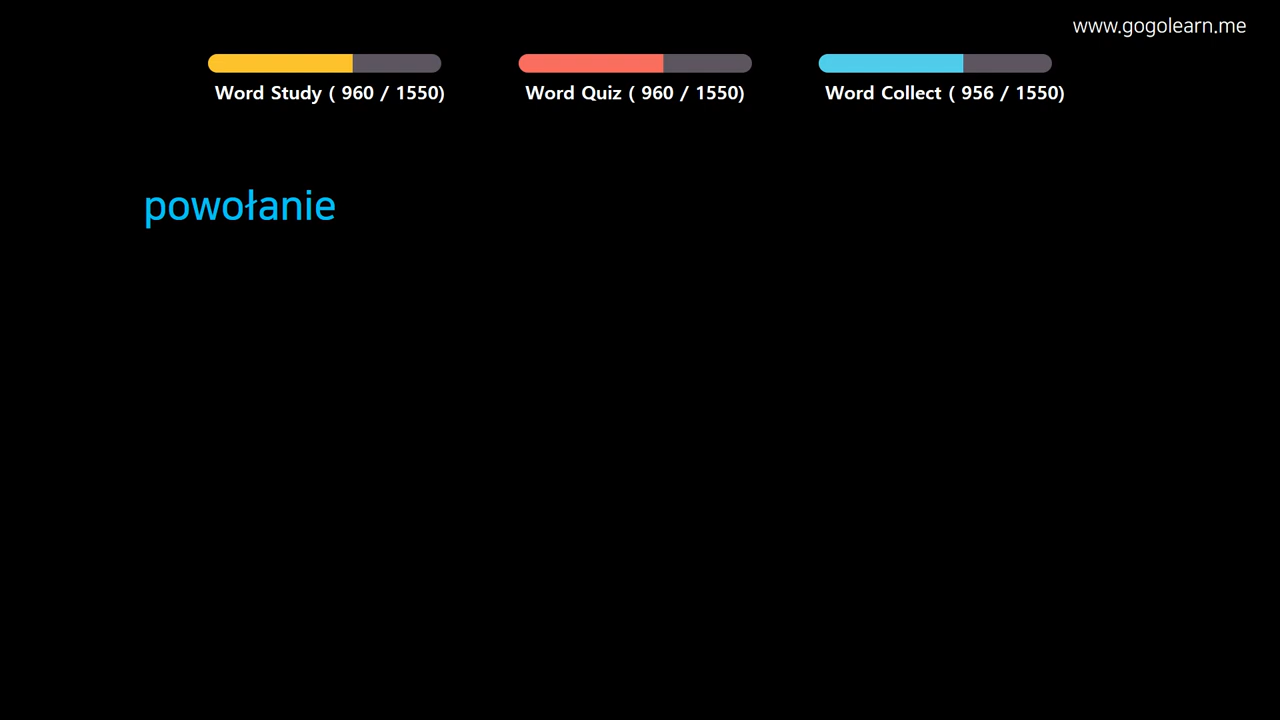 www.gogolearn.me
Word Study ( 960 / 1550)
Word Quiz ( 960 / 1550)
Word Collect ( 956 / 1550)
powołanie